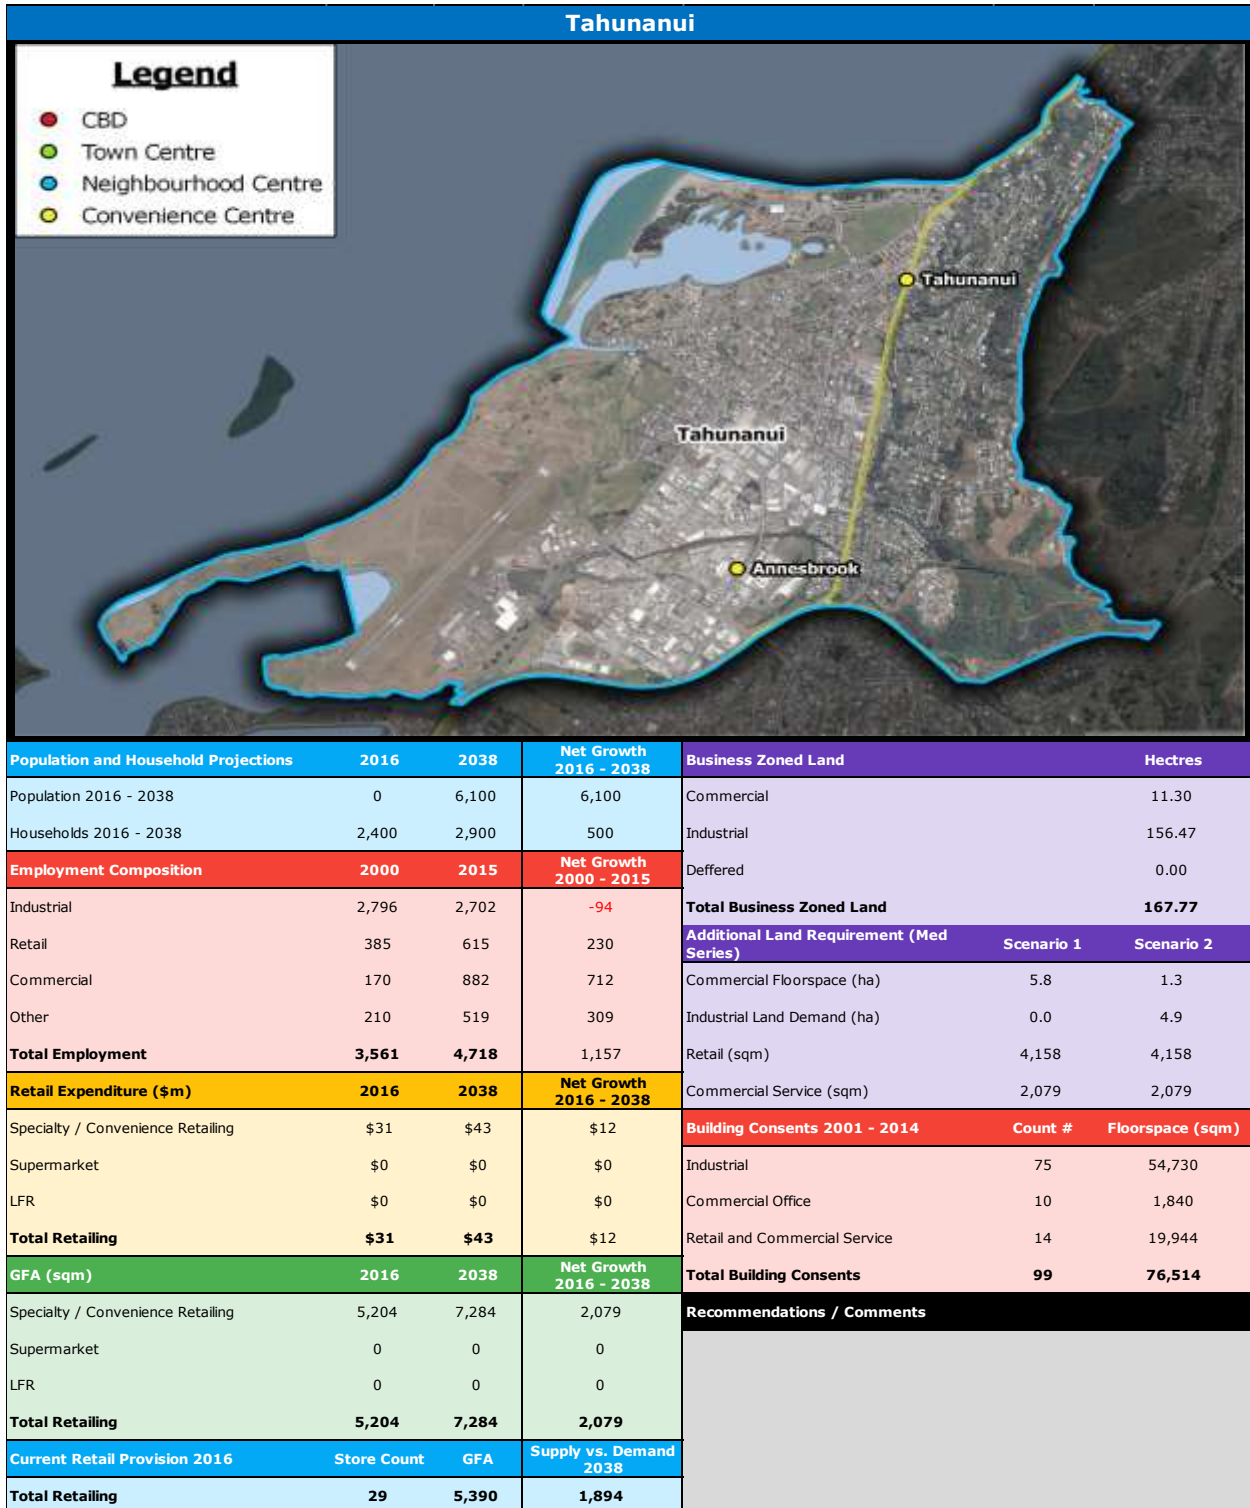 Tahunanui
Legend
CBD
Town Centre
Neighbourhood Centre
Convenience Centre
Tahunanui
Tahunanui
Annesbrook
Population and Household Projections 2016 2038 Net Growth 2016 - 2038
Population 2016 - 2038 0 6,100 6,100
Households 2016 - 2038 2,400 2,900 500
Employment Composition 2000 2015 Net Growth 2000 - 2015
Industrial 2,796 2,702 -94
Retail 385 615 230
Commercial 170 882 712
Other 210 519 309
Total Employment 3,561 4,718 1,157
Retail Expenditure ($m) 2016 2038 Net Growth 2016 - 2038
Specialty / Convenience Retailing $31 $43 $12
Supermarket $0 $0 $0
LFR $0 $0 $0
Total Retailing $31 $43 $12
GFA (sqm) 2016 2038 Net Growth 2016 - 2038
Specialty / Convenience Retailing 5,204 7,284 2,079
Supermarket 0 0 0
LFR 0 0 0
Total Retailing 5,204 7,284 2,079
Current Retail Provision 2016 Store Count GFA Supply vs. Demand 2038
Total Retailing 29 5,390 1,894
Business Zoned Land Hectres
Commercial 11.30
Industrial 156.47
Deffered 0.00
Total Business Zoned Land 167.77
Additional Land Requirement (Med Series) Scenario 1 Scenario 2
Commercial Floorspace (ha) 5.8 1.3
Industrial Land Demand (ha) 0.0 4.9
Retail (sqm) 4,158 4,158
Commercial Service (sqm) 2,079 2,079
Building Consents 2001 - 2014 Count # Floorspace (sqm)
Industrial 75 54,730
Commercial Office 10 1,840
Retail and Commercial Service 14 19,944
Total Building Consents 99 76,514
Recommendations / Comments